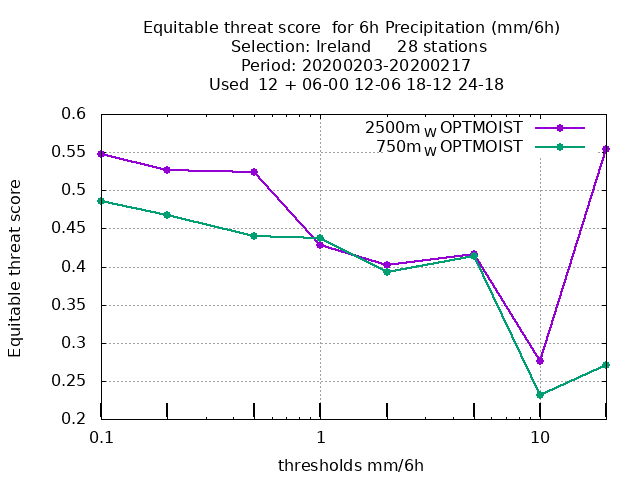 Equitable threat score  for 6h Precipitation (mm/6h)
Selection: Ireland     28 stations
Period: 20200203-20200217
Used  12 + 06-00 12-06 18-12 24-18
2500m_W OPTMOIST
750m_W OPTMOIST
Equitable threat score
0.6
0.55
0.5
0.45
0.4
0.35
0.3
0.25
0.2
0.1 1 10
thresholds mm/6h